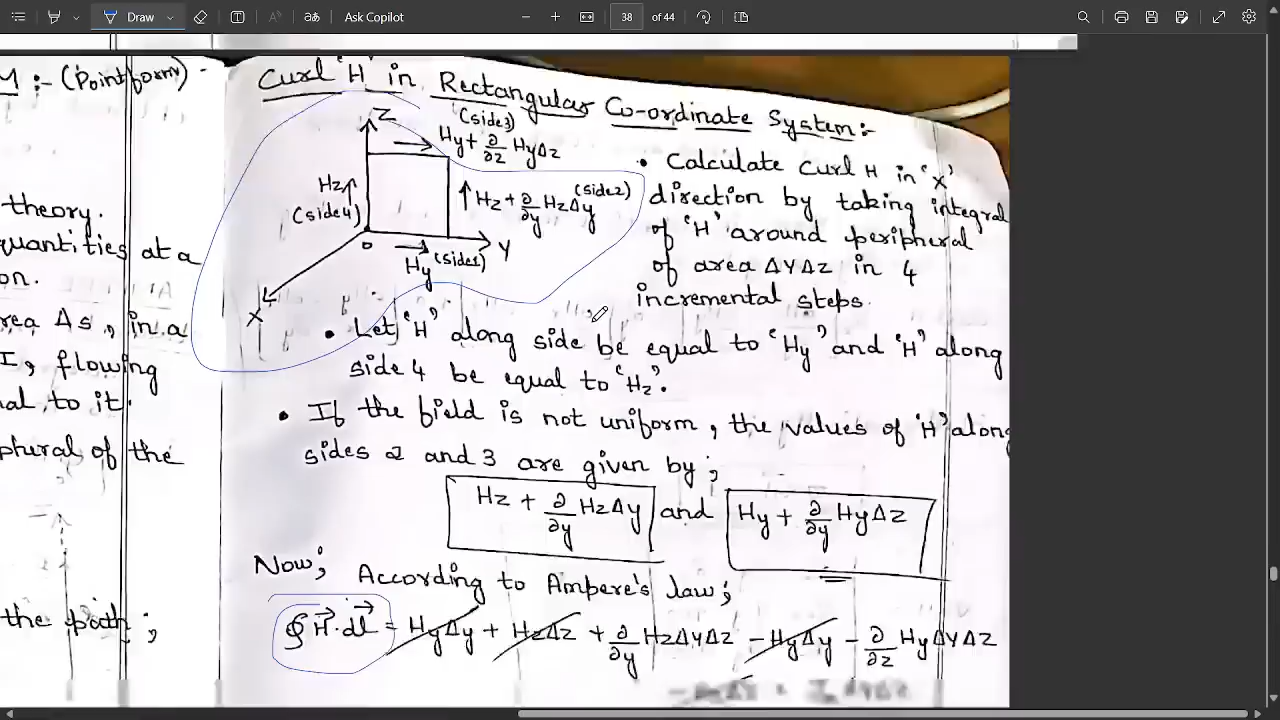 Draw
Ask Copilot
38 of 44
M :- (Point form) -
theory.
quantities at a
on.
rea Δs, in a
I, flowing
nal to it.
pheral of the
the path ;
Curl 'H' in Rectangular Co-ordinate System:-
Z
(side3)
Hy + ∂/∂z HyΔz
Hz
(side4)
Hz + ∂/∂y HzΔy (side2)
o
Hy (side1)
Y
X
• Calculate Curl H in 'x'
direction by taking integral
of 'H' around peripheral
of area ΔYΔz in 4
incremental steps.
• Let 'H' along side be equal to 'Hy' and 'H' along
side 4 be equal to 'Hz'.
• If the field is not uniform, the values of 'H' along
sides 2 and 3 are given by ;
Hz + ∂/∂y HzΔy and Hy + ∂/∂y HyΔz
Now; According to Ampere's law;
∮ H⃗·dl⃗ = HyΔy + HzΔz + ∂/∂y HzΔyΔz - HyΔy - ∂/∂z HyΔyΔz